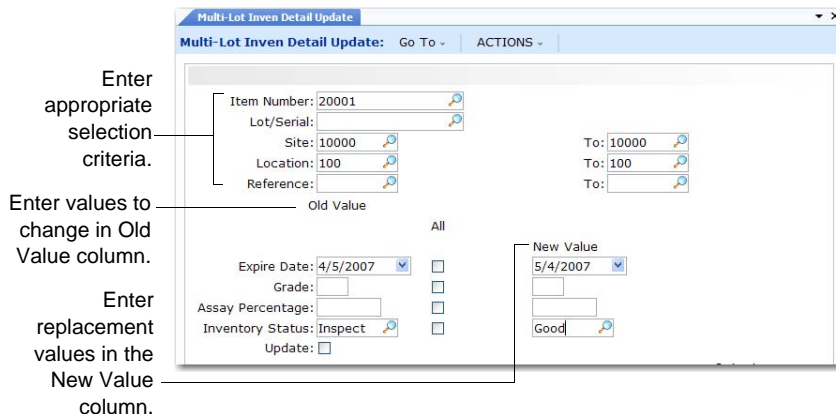 Multi-Lot Inven Detail Update
Multi-Lot Inven Detail Update: Go To ACTIONS
Enter
appropriate
selection
criteria.
Item Number: 20001
Lot/Serial:
Site: 10000 To: 10000
Location: 100 To: 100
Reference: To:
Enter values to
change in Old
Value column.
Old Value
All
New Value
Expire Date: 4/5/2007 5/4/2007
Grade:
Assay Percentage:
Inventory Status: Inspect Good
Update:
Enter
replacement
values in the
New Value
column.